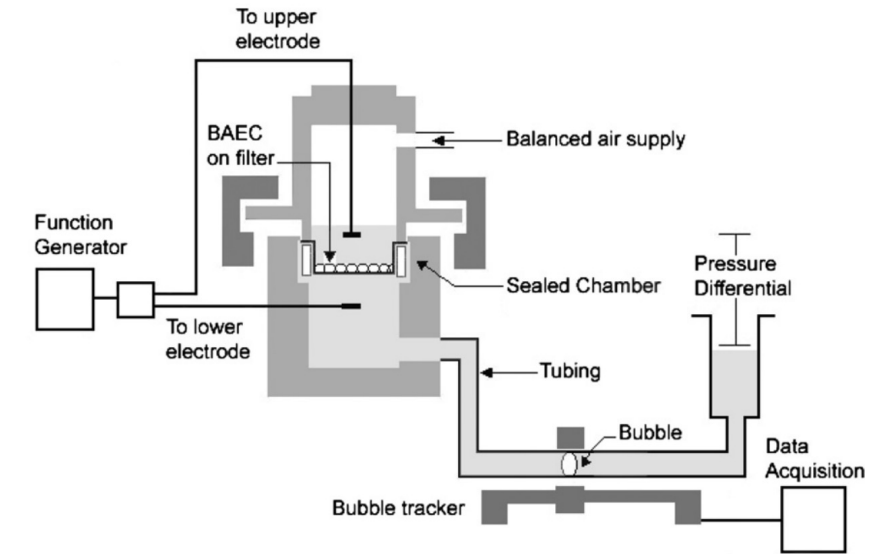 To upper
electrode
BAEC
on filter
Balanced air supply
Function
Generator
Pressure
Differential
Sealed Chamber
To lower
electrode
Tubing
Bubble
Data
Acquisition
Bubble tracker